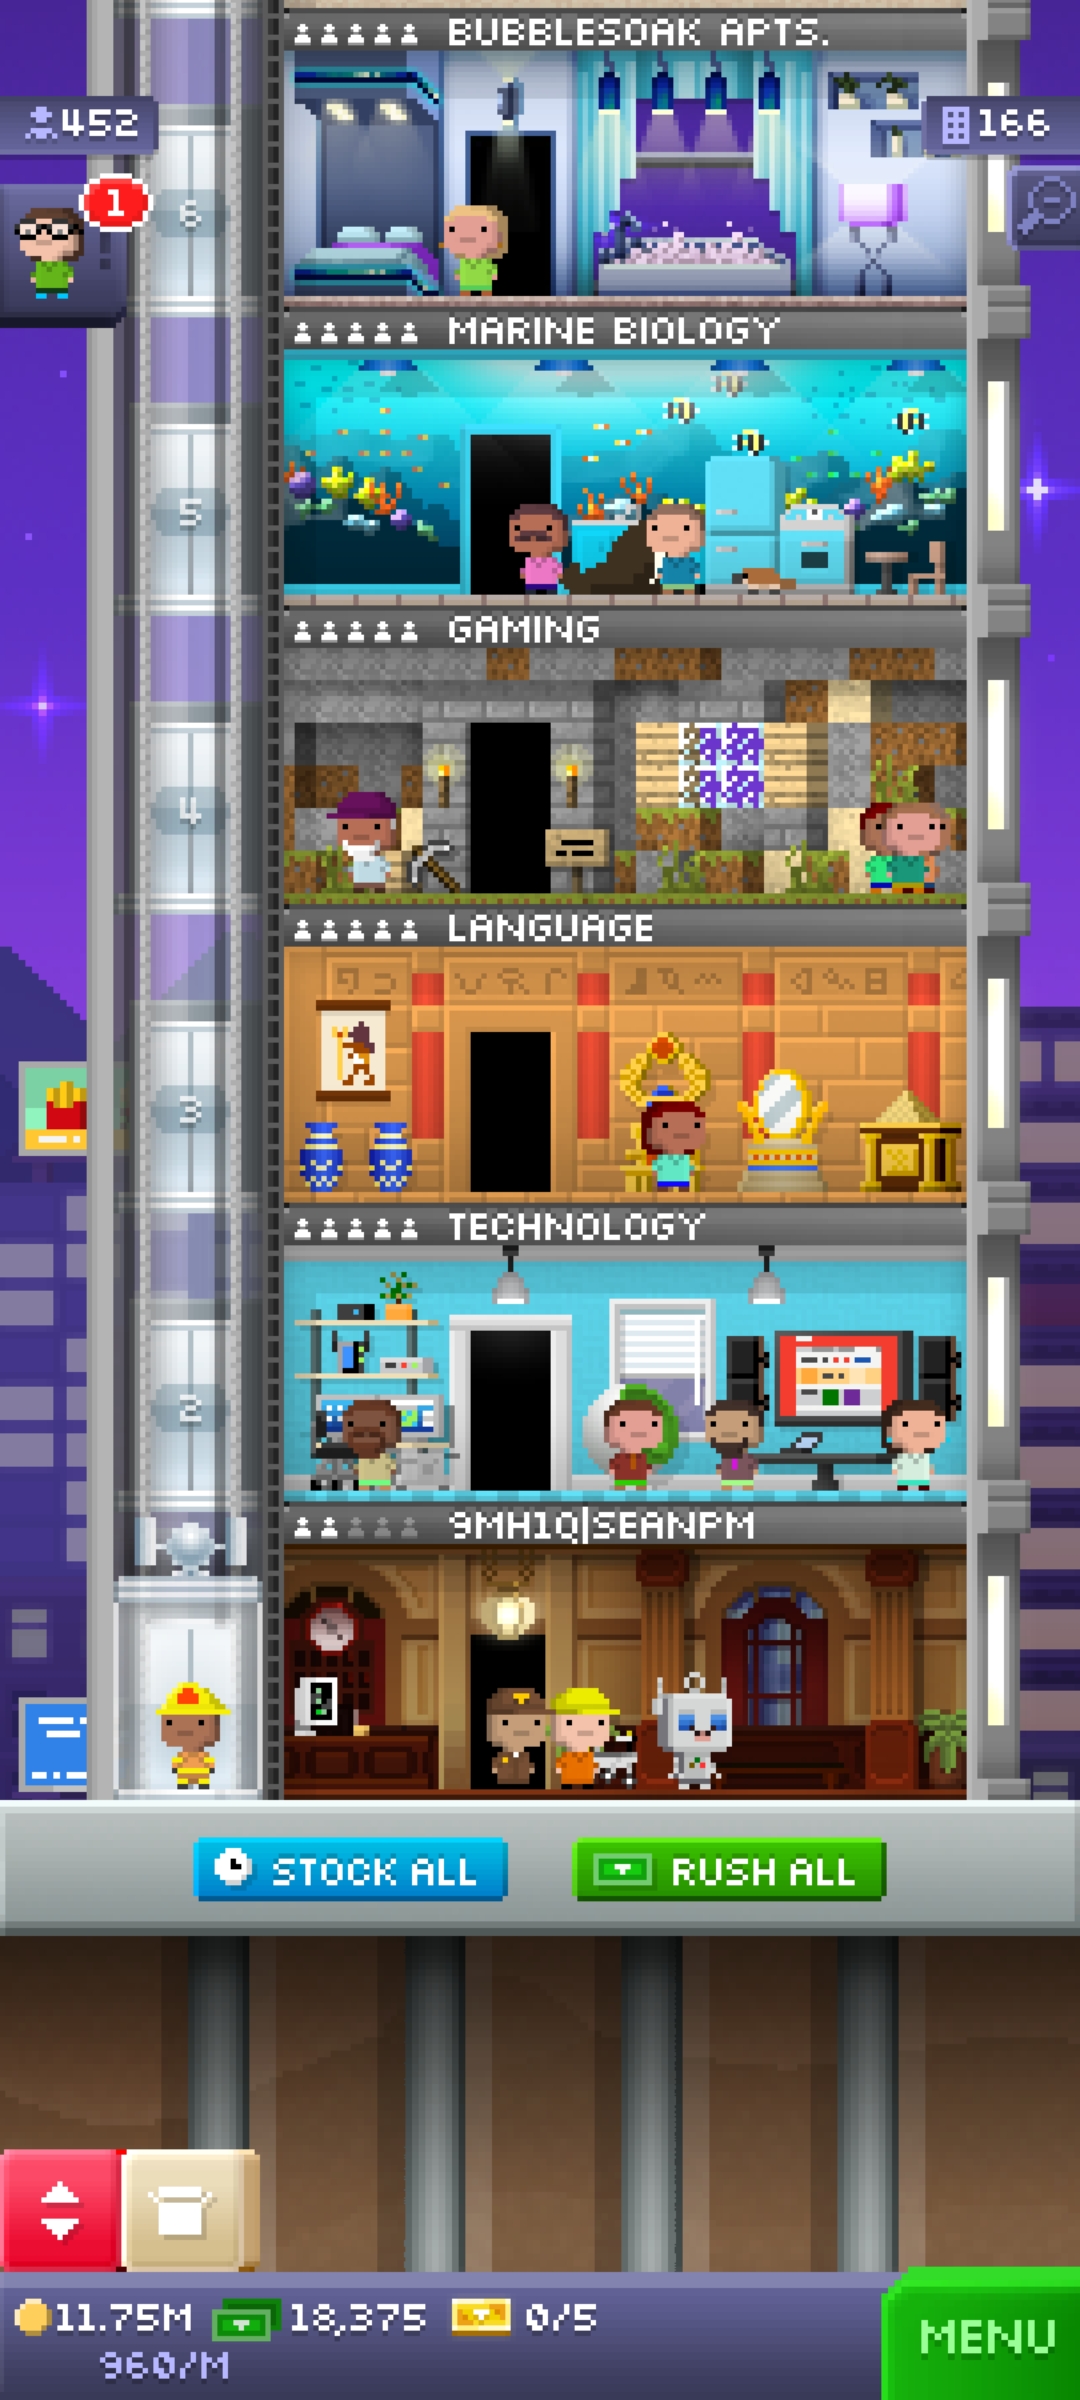 BUBBLESOAK APTS.
452
166
1
6
MARINE BIOLOGY
5
GAMING
4
LANGUAGE
3
TECHNOLOGY
2
9MH1Q|SEANPM
STOCK ALL
RUSH ALL
11.75M
18,375
0/5
960/M
MENU